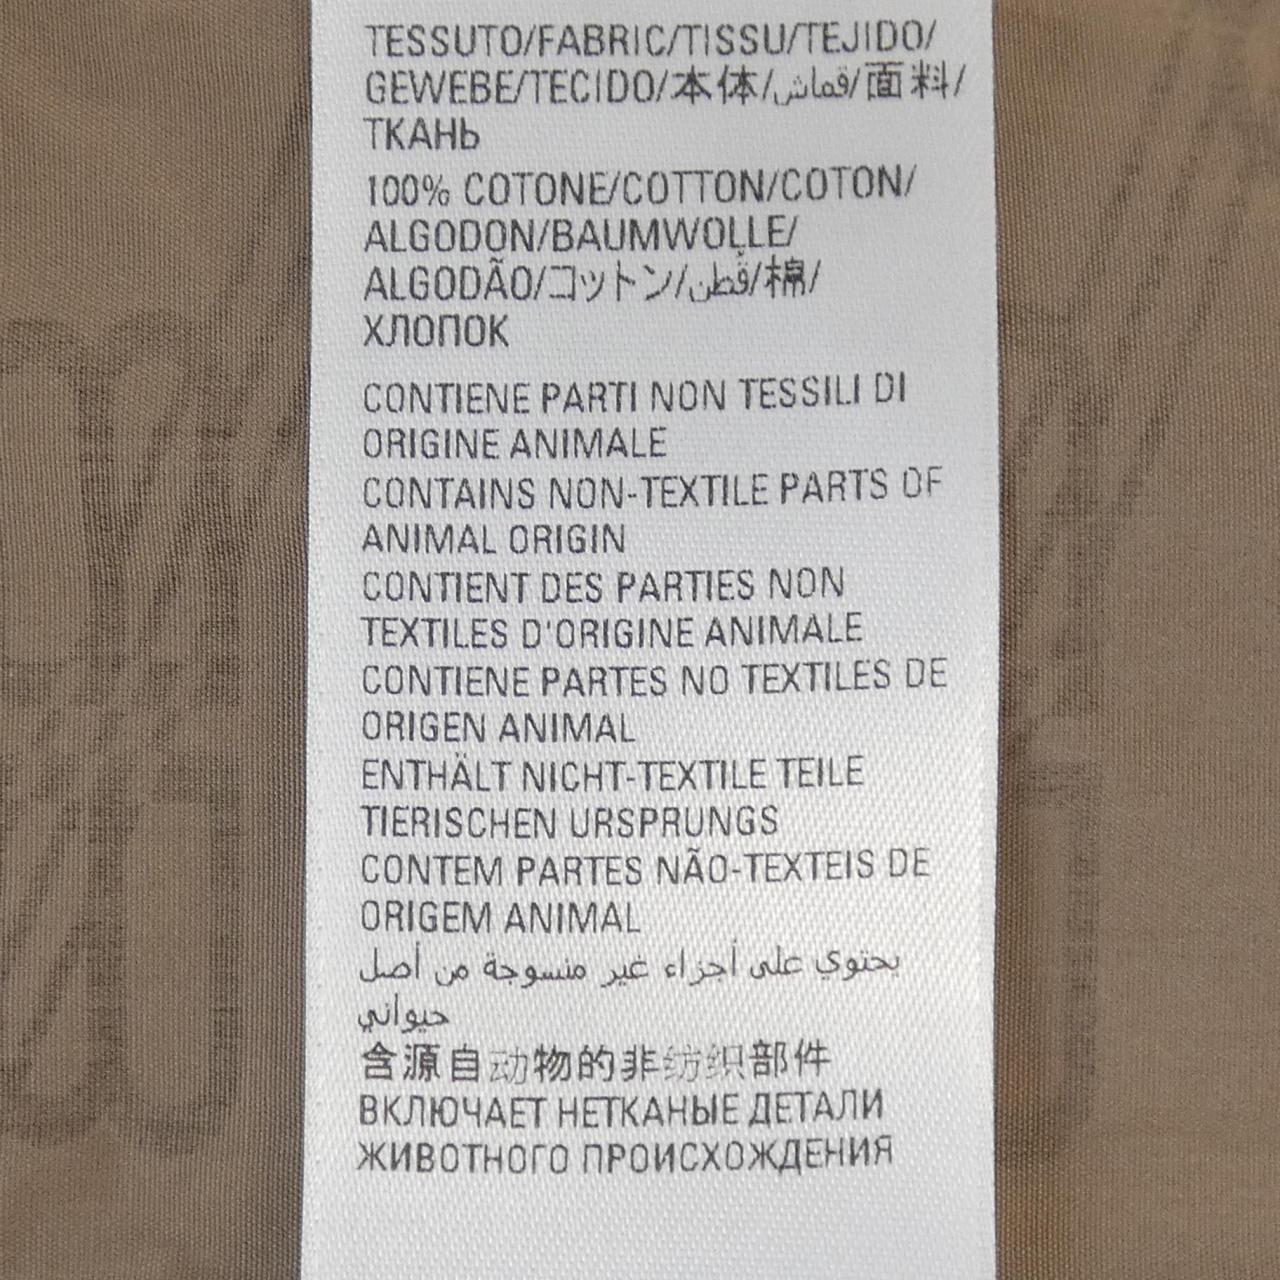 TESSUTO/FABRIC/TISSU/TEJIDO/
GEWEBE/TECIDO/本体/قماش/面料/
ТКАНЬ
100% COTONE/COTTON/COTON/
ALGODON/BAUMWOLLE/
ALGODÃO/コットン/قطن/棉/
ХЛОПОК
CONTIENE PARTI NON TESSILI DI
ORIGINE ANIMALE
CONTAINS NON-TEXTILE PARTS OF
ANIMAL ORIGIN
CONTIENT DES PARTIES NON
TEXTILES D'ORIGINE ANIMALE
CONTIENE PARTES NO TEXTILES DE
ORIGEN ANIMAL
ENTHÄLT NICHT-TEXTILE TEILE
TIERISCHEN URSPRUNGS
CONTEM PARTES NÃO-TEXTEIS DE
ORIGEM ANIMAL
يحتوي على أجزاء غير منسوجة من أصل
حيواني
含源自动物的非纺织部件
ВКЛЮЧАЕТ НЕТКАНЫЕ ДЕТАЛИ
ЖИВОТНОГО ПРОИСХОЖДЕНИЯ